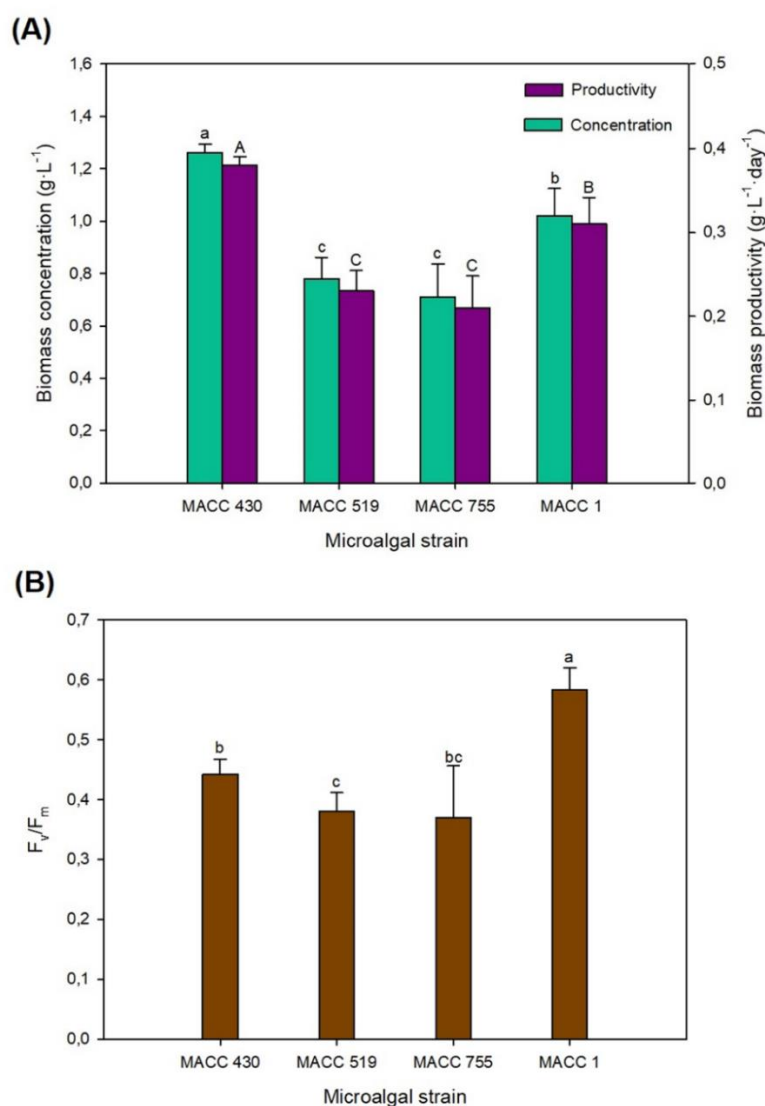 (A)
Biomass concentration (g·L⁻¹)
1,6
1,4
1,2
1,0
0,8
0,6
0,4
0,2
0,0
Productivity
Concentration
a
A
c
C
c
C
b
B
0,5
0,4
0,3
0,2
0,1
0,0
Biomass productivity (g·L⁻¹·day⁻¹)
MACC 430 MACC 519 MACC 755 MACC 1
Microalgal strain
(B)
Fv/Fm
0,7
0,6
0,5
0,4
0,3
0,2
0,1
0,0
b
c
bc
a
MACC 430 MACC 519 MACC 755 MACC 1
Microalgal strain